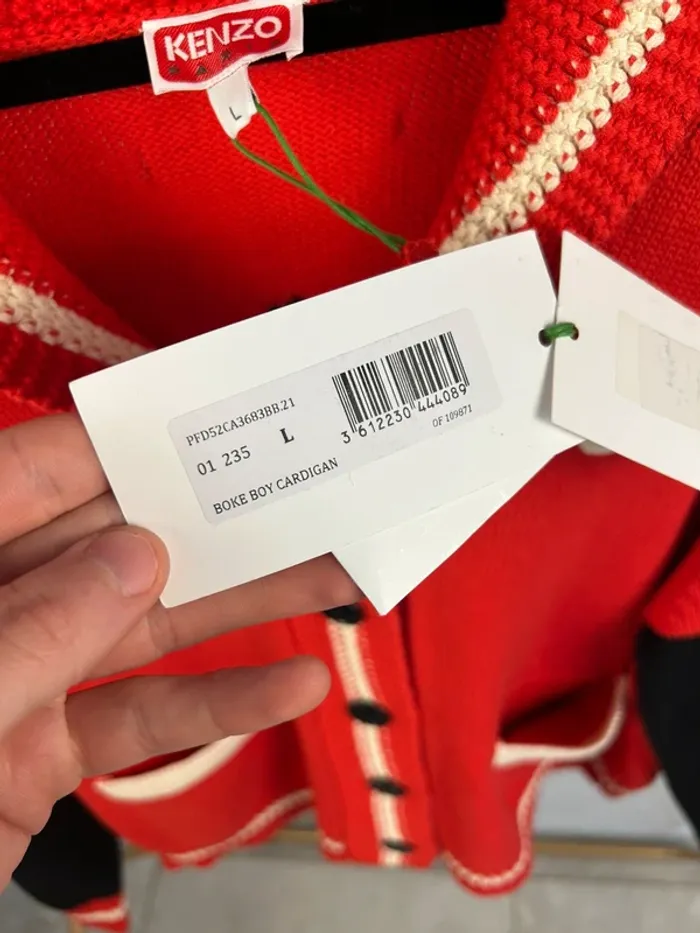 KENZO
L
PFD52CA3683BB.21
01 235 L
3 612230 444089
OF 109871
BOKE BOY CARDIGAN